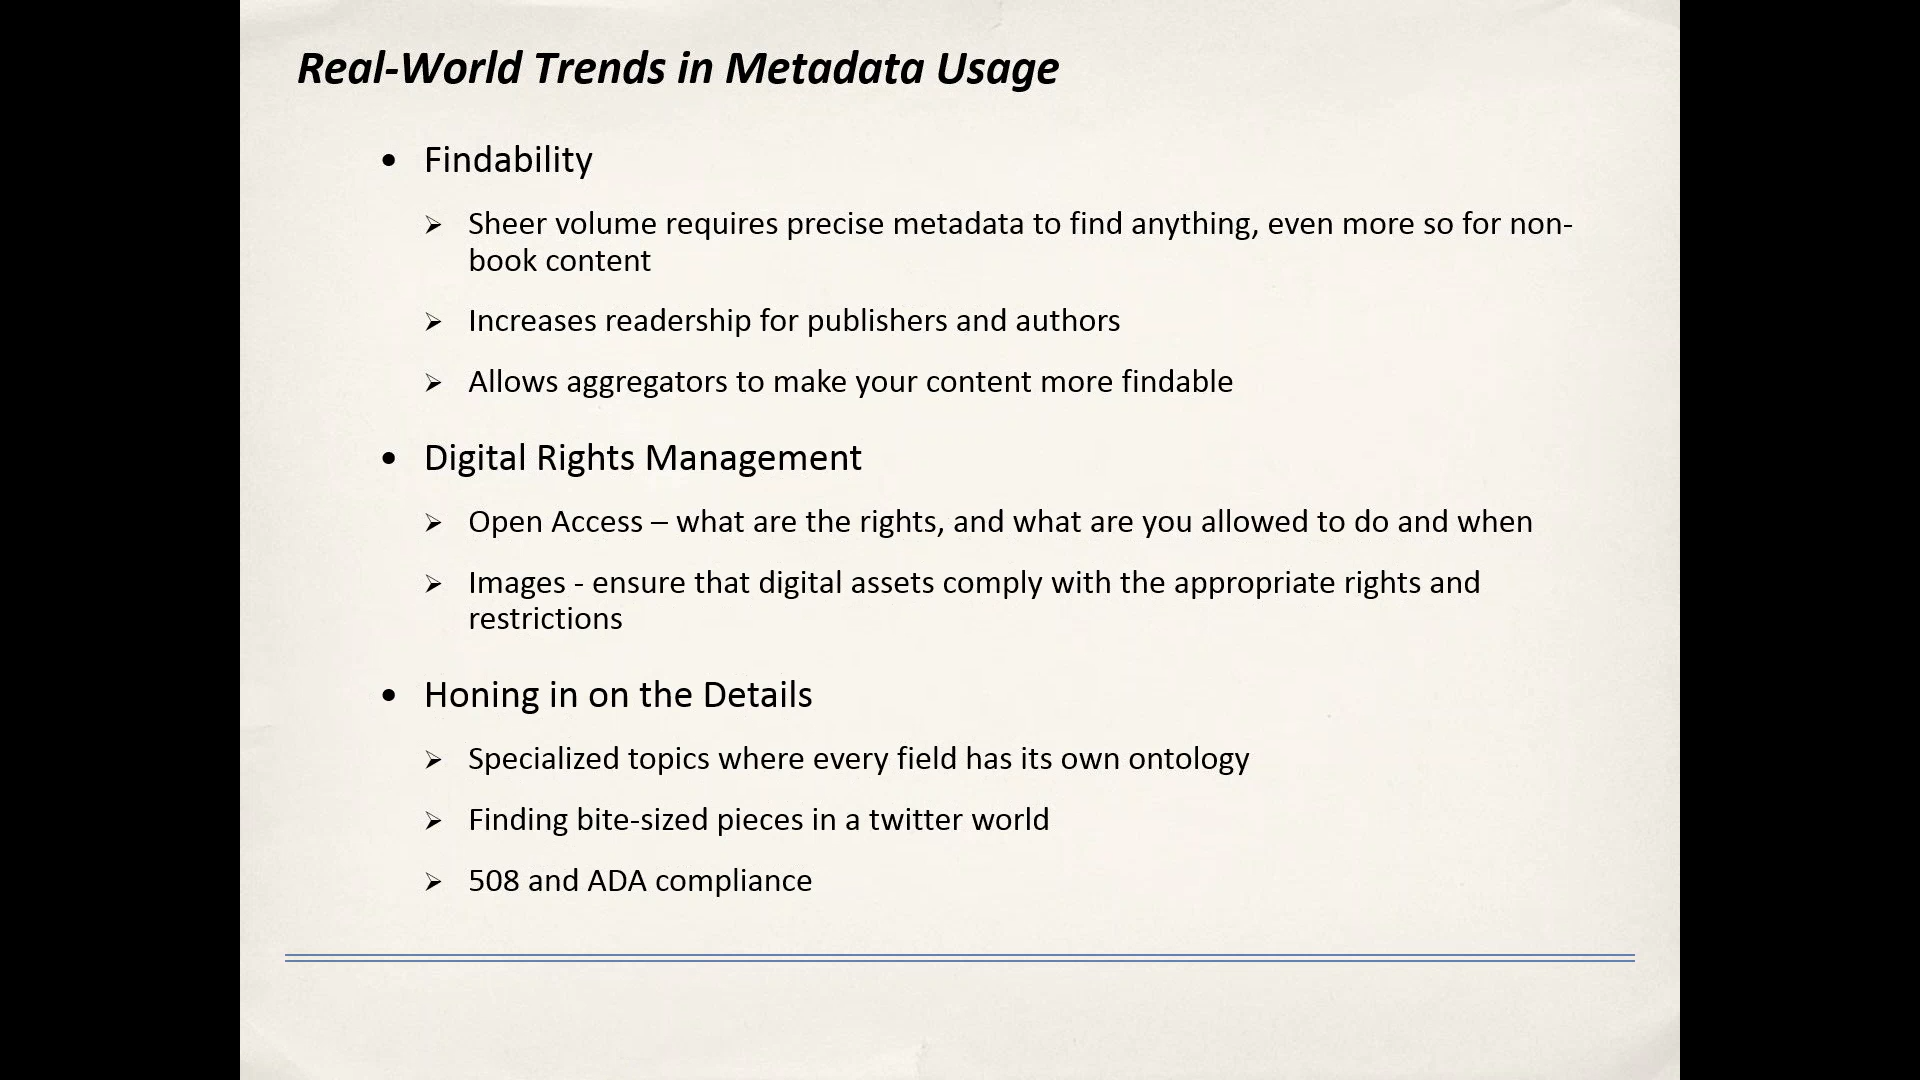 Real-World Trends in Metadata Usage
• Findability
➢ Sheer volume requires precise metadata to find anything, even more so for non-
book content
➢ Increases readership for publishers and authors
➢ Allows aggregators to make your content more findable
• Digital Rights Management
➢ Open Access – what are the rights, and what are you allowed to do and when
➢ Images - ensure that digital assets comply with the appropriate rights and
restrictions
• Honing in on the Details
➢ Specialized topics where every field has its own ontology
➢ Finding bite-sized pieces in a twitter world
➢ 508 and ADA compliance